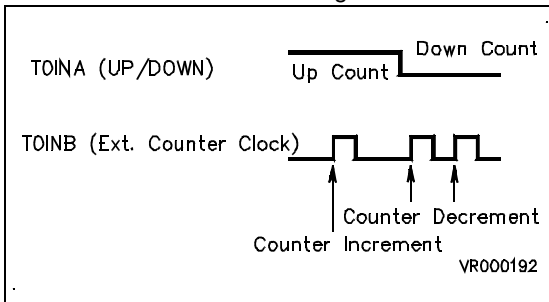 Down Count
TOINA (UP/DOWN)
Up Count
TOINB (Ext. Counter Clock)
Counter Decrement
Counter Increment
VR000192